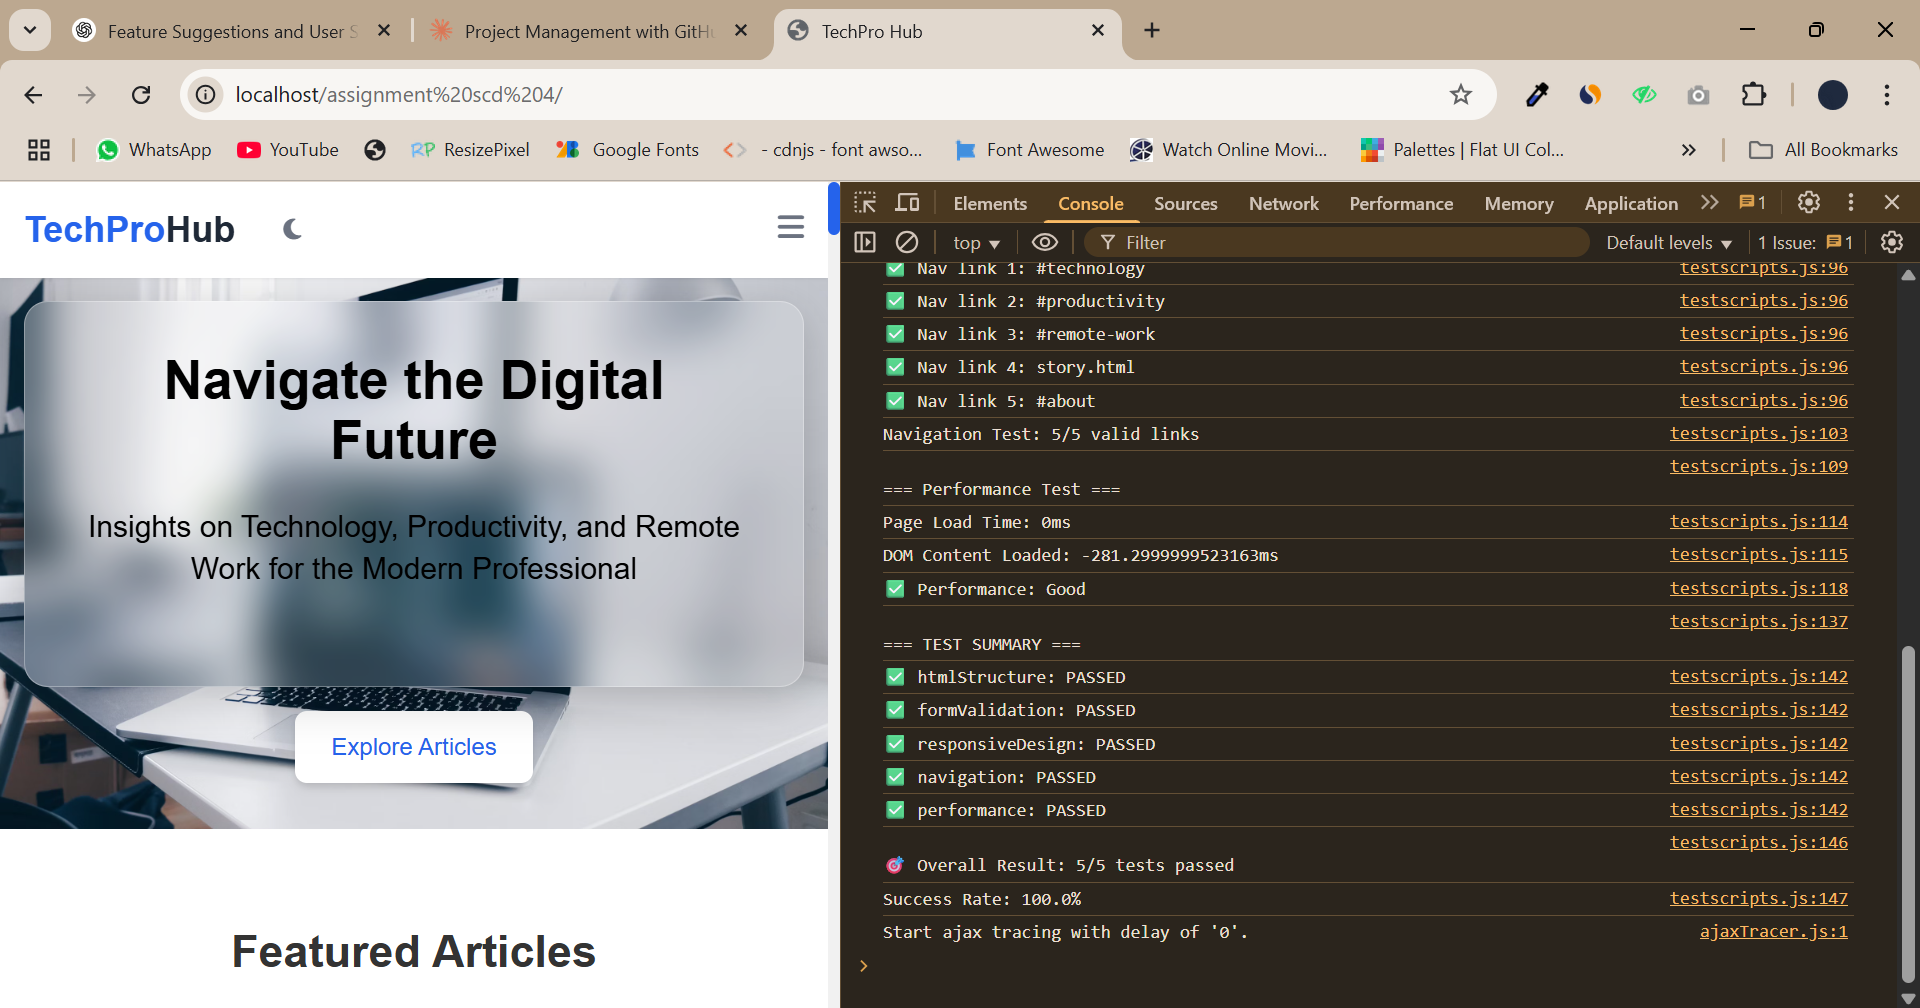 Feature Suggestions and User S
Project Management with GitHu
TechPro Hub
localhost/assignment%20scd%204/
WhatsApp
YouTube
ResizePixel
Google Fonts
- cdnjs - font awso...
Font Awesome
Watch Online Movi...
Palettes | Flat UI Col...
All Bookmarks
TechProHub
Navigate the Digital
Future
Insights on Technology, Productivity, and Remote
Work for the Modern Professional
Explore Articles
Featured Articles
Elements Console Sources Network Performance Memory Application 1
top Filter Default levels 1 Issue: 1
Nav link 1: #technology testscripts.js:96
Nav link 2: #productivity testscripts.js:96
Nav link 3: #remote-work testscripts.js:96
Nav link 4: story.html testscripts.js:96
Nav link 5: #about testscripts.js:96
Navigation Test: 5/5 valid links testscripts.js:103
testscripts.js:109
=== Performance Test ===
Page Load Time: 0ms testscripts.js:114
DOM Content Loaded: -281.2999999523163ms testscripts.js:115
Performance: Good testscripts.js:118
testscripts.js:137
=== TEST SUMMARY ===
htmlStructure: PASSED testscripts.js:142
formValidation: PASSED testscripts.js:142
responsiveDesign: PASSED testscripts.js:142
navigation: PASSED testscripts.js:142
performance: PASSED testscripts.js:142
testscripts.js:146
🎯 Overall Result: 5/5 tests passed
Success Rate: 100.0% testscripts.js:147
Start ajax tracing with delay of '0'. ajaxTracer.js:1